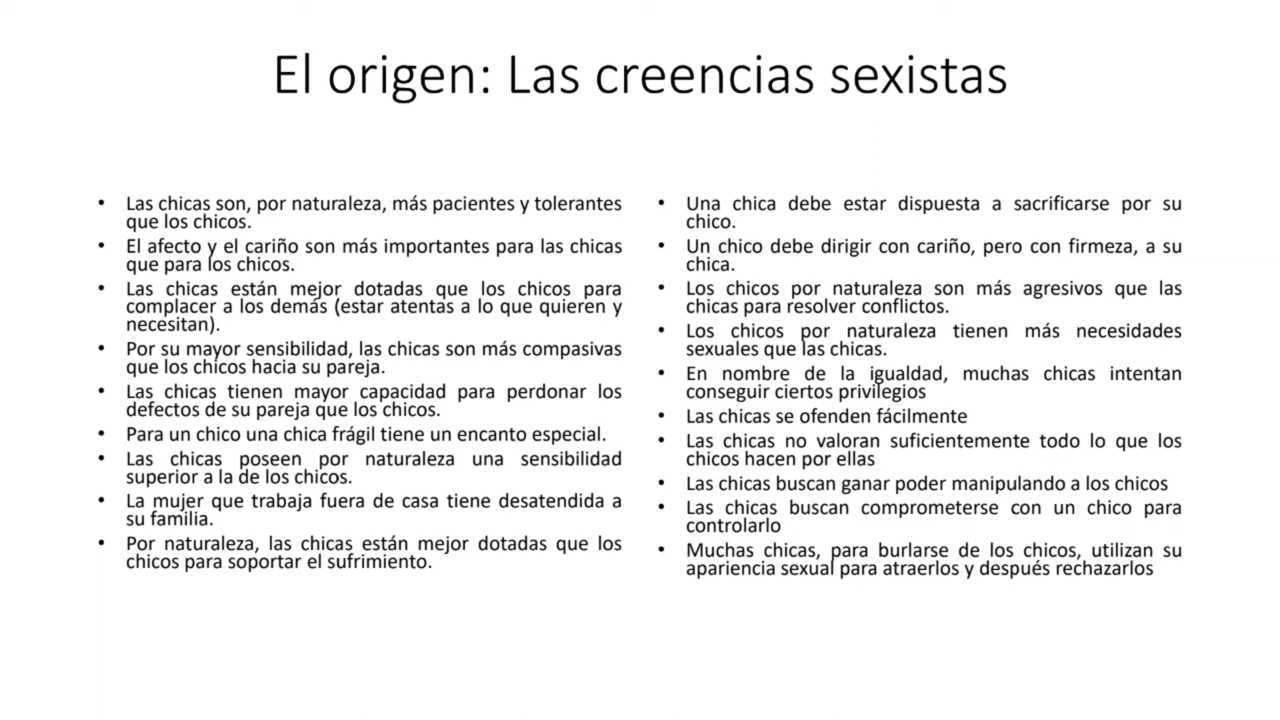 El origen: Las creencias sexistas
• Las chicas son, por naturaleza, más pacientes y tolerantes
que los chicos.
• El afecto y el cariño son más importantes para las chicas
que para los chicos.
• Las chicas están mejor dotadas que los chicos para
complacer a los demás (estar atentas a lo que quieren y
necesitan).
• Por su mayor sensibilidad, las chicas son más compasivas
que los chicos hacia su pareja.
• Las chicas tienen mayor capacidad para perdonar los
defectos de su pareja que los chicos.
• Para un chico una chica frágil tiene un encanto especial.
• Las chicas poseen por naturaleza una sensibilidad
superior a la de los chicos.
• La mujer que trabaja fuera de casa tiene desatendida a
su familia.
• Por naturaleza, las chicas están mejor dotadas que los
chicos para soportar el sufrimiento.
• Una chica debe estar dispuesta a sacrificarse por su
chico.
• Un chico debe dirigir con cariño, pero con firmeza, a su
chica.
• Los chicos por naturaleza son más agresivos que las
chicas para resolver conflictos.
• Los chicos por naturaleza tienen más necesidades
sexuales que las chicas.
• En nombre de la igualdad, muchas chicas intentan
conseguir ciertos privilegios
• Las chicas se ofenden fácilmente
• Las chicas no valoran suficientemente todo lo que los
chicos hacen por ellas
• Las chicas buscan ganar poder manipulando a los chicos
• Las chicas buscan comprometerse con un chico para
controlarlo
• Muchas chicas, para burlarse de los chicos, utilizan su
apariencia sexual para atraerlos y después rechazarlos